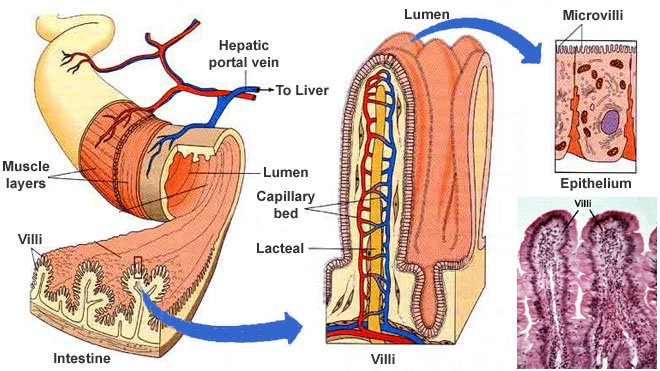 Hepatic
portal vein
To Liver
Muscle
layers
Lumen
Villi
Intestine
Lumen
Capillary
bed
Lacteal
Villi
Microvilli
Epithelium
Villi